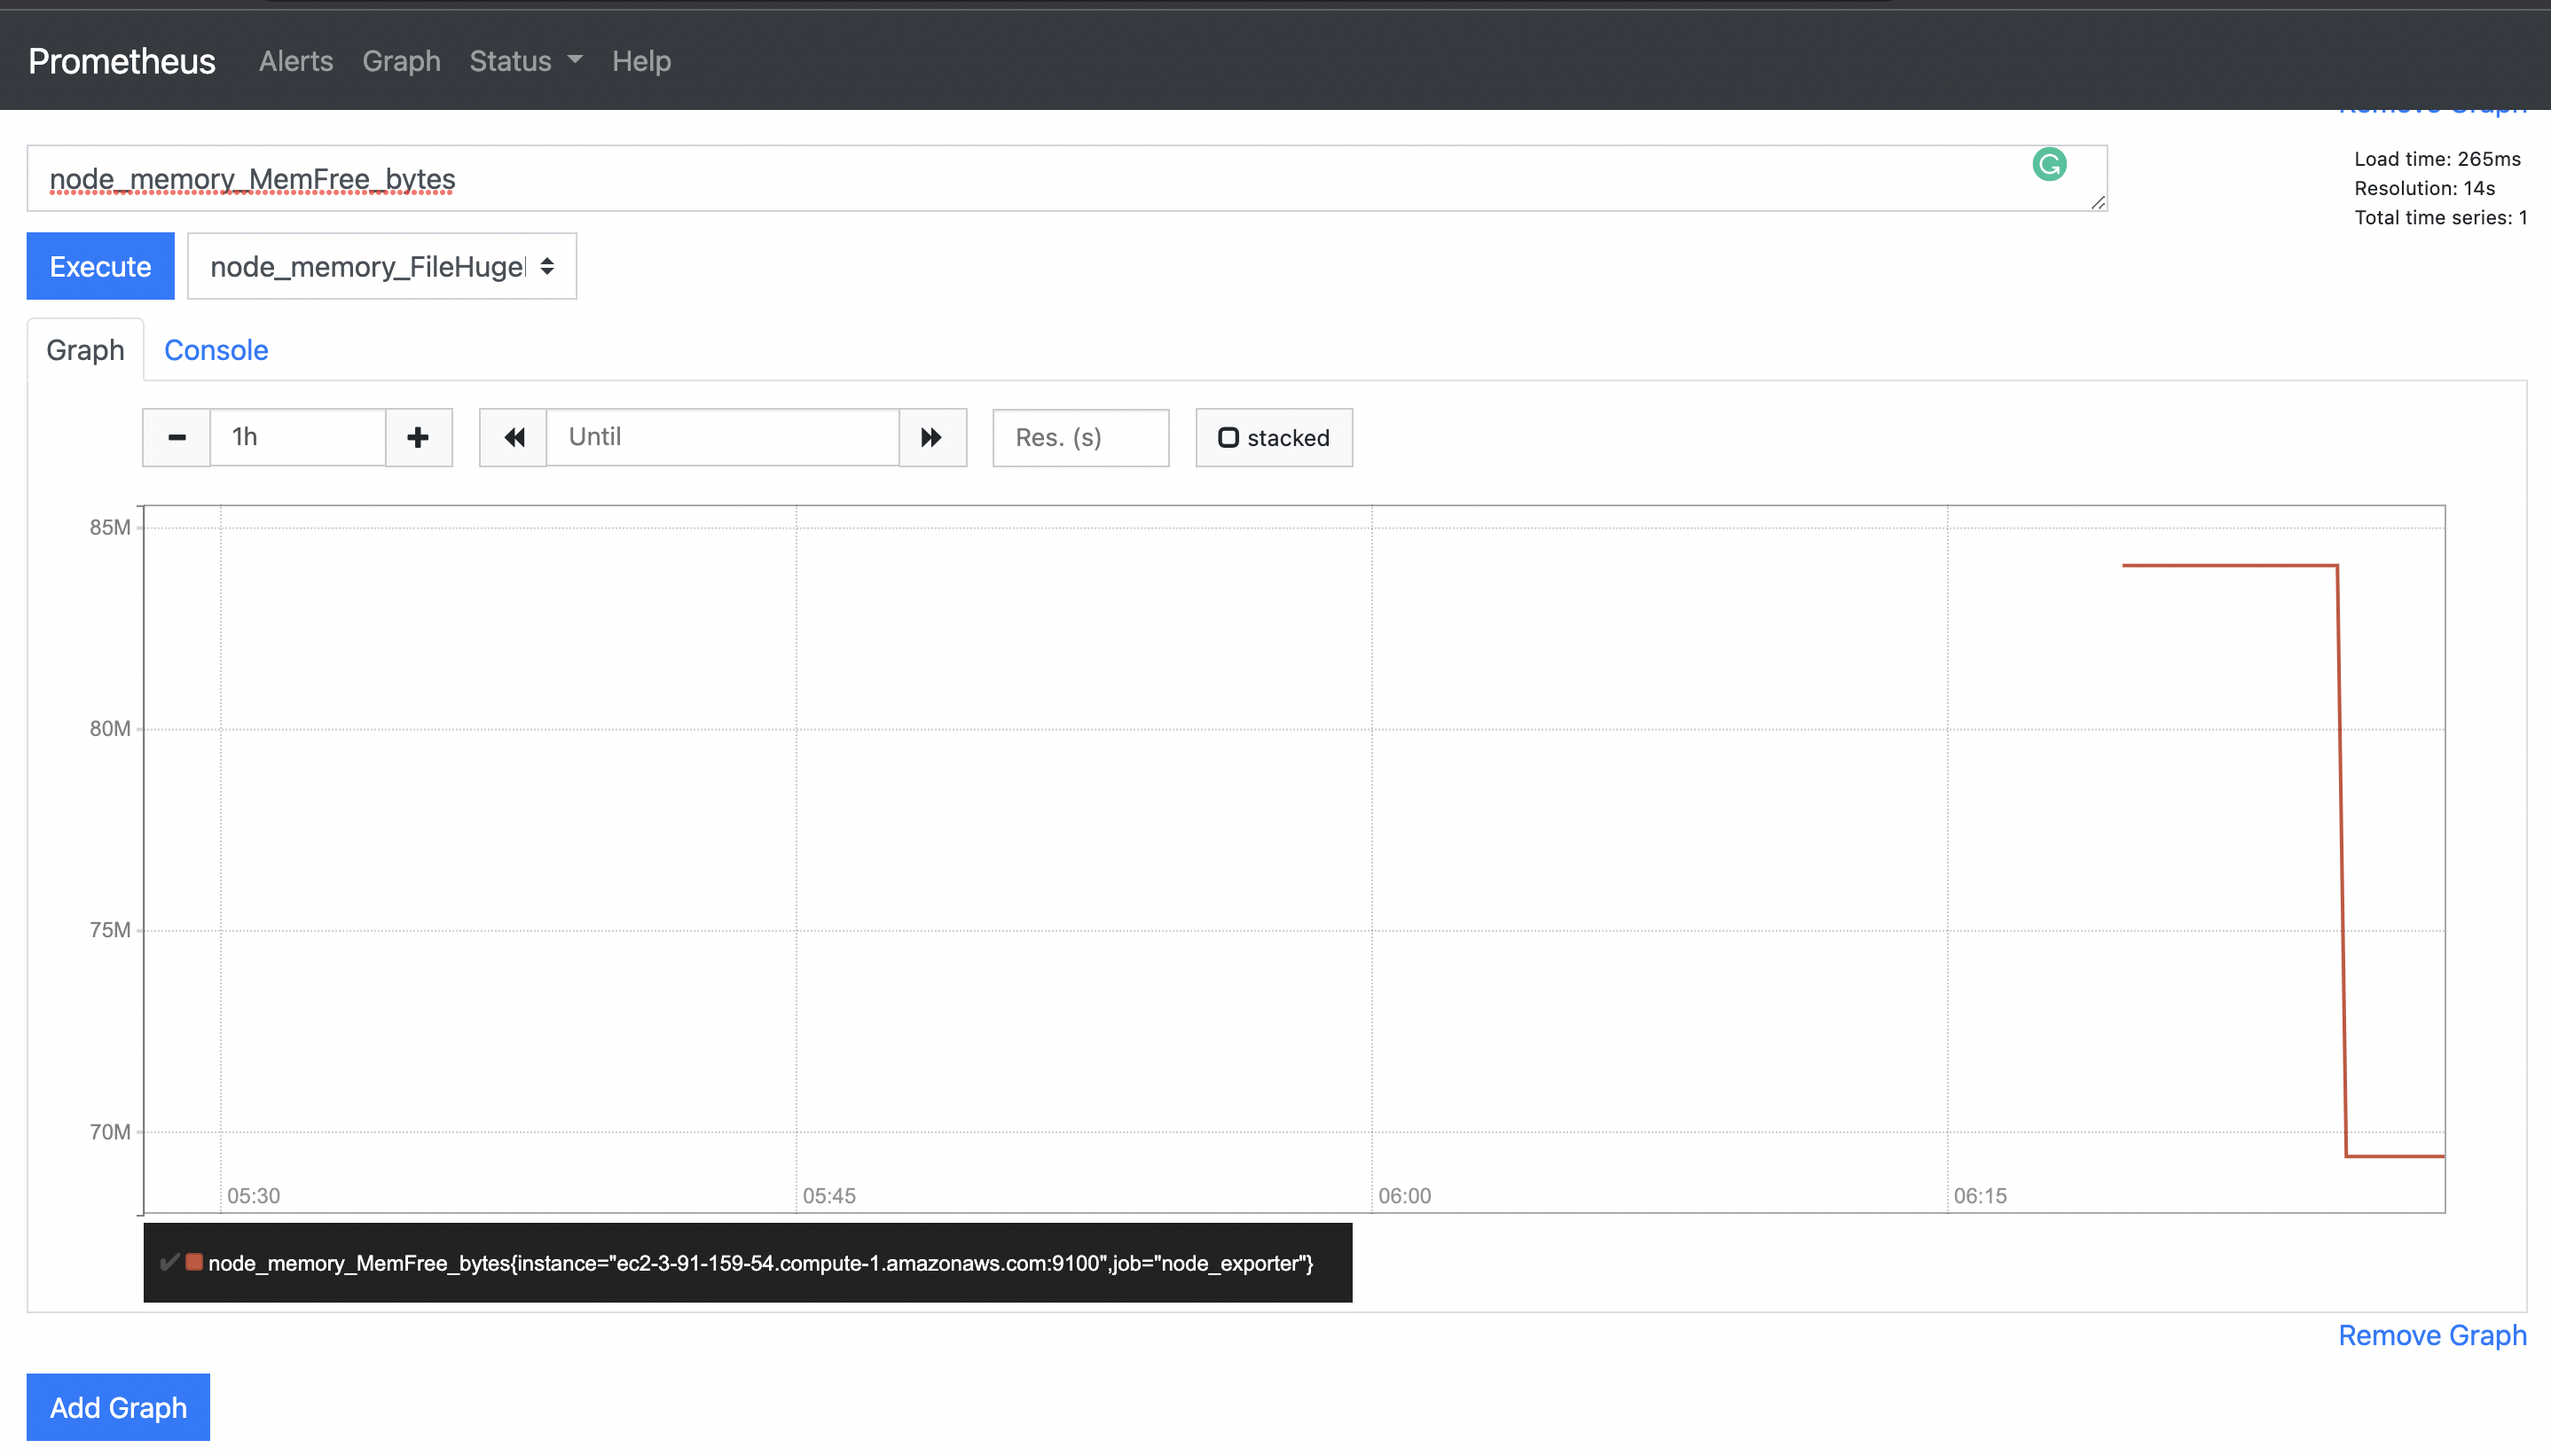 Prometheus Alerts Graph Status Help
Remove Graph
node_memory_MemFree_bytes
Load time: 265ms
Resolution: 14s
Total time series: 1
Execute node_memory_FileHuge
Graph Console
1h Until Res. (s) stacked
85M
80M
75M
70M
05:30 05:45 06:00 06:15
node_memory_MemFree_bytes{instance="ec2-3-91-159-54.compute-1.amazonaws.com:9100",job="node_exporter"}
Remove Graph
Add Graph